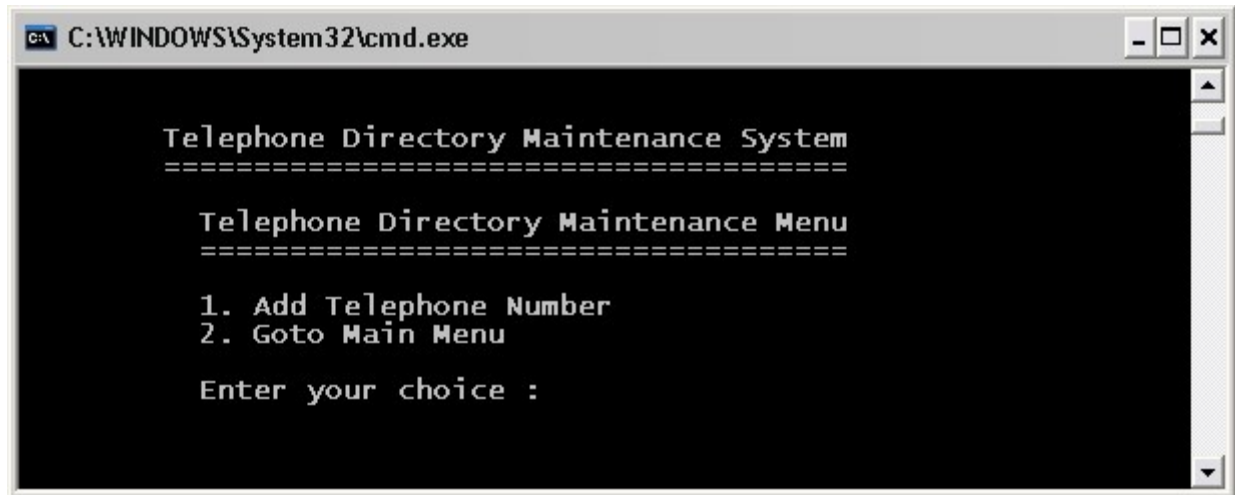 C:\WINDOWS\System32\cmd.exe
Telephone Directory Maintenance System
======================================
Telephone Directory Maintenance Menu
====================================
1. Add Telephone Number
2. Goto Main Menu
Enter your choice :